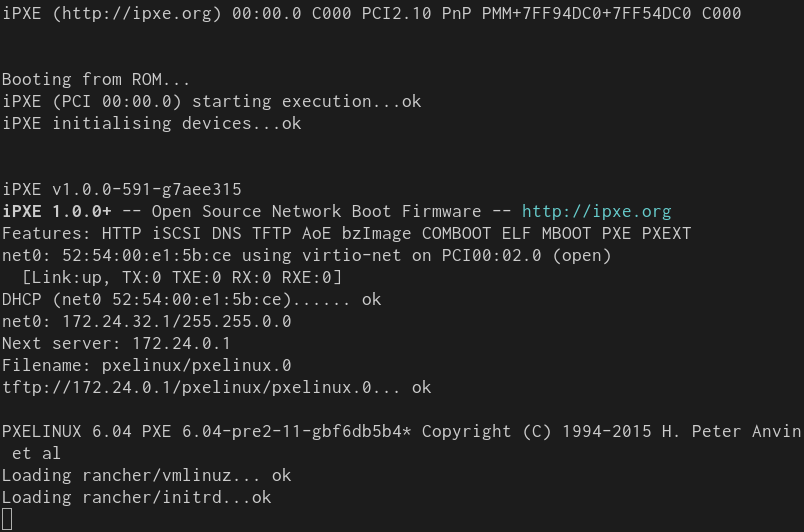 iPXE (http://ipxe.org) 00:00.0 C000 PCI2.10 PnP PMM+7FF94DC0+7FF54DC0 C000
Booting from ROM...
iPXE (PCI 00:00.0) starting execution...ok
iPXE initialising devices...ok
iPXE v1.0.0-591-g7aee315
iPXE 1.0.0+ -- Open Source Network Boot Firmware -- http://ipxe.org
Features: HTTP iSCSI DNS TFTP AoE bzImage COMBOOT ELF MBOOT PXE PXEXT
net0: 52:54:00:e1:5b:ce using virtio-net on PCI00:02.0 (open)
[Link:up, TX:0 TXE:0 RX:0 RXE:0]
DHCP (net0 52:54:00:e1:5b:ce)...... ok
net0: 172.24.32.1/255.255.0.0
Next server: 172.24.0.1
Filename: pxelinux/pxelinux.0
tftp://172.24.0.1/pxelinux/pxelinux.0... ok
PXELINUX 6.04 PXE 6.04-pre2-11-gbf6db5b4* Copyright (C) 1994-2015 H. Peter Anvin
et al
Loading rancher/vmlinuz... ok
Loading rancher/initrd...ok